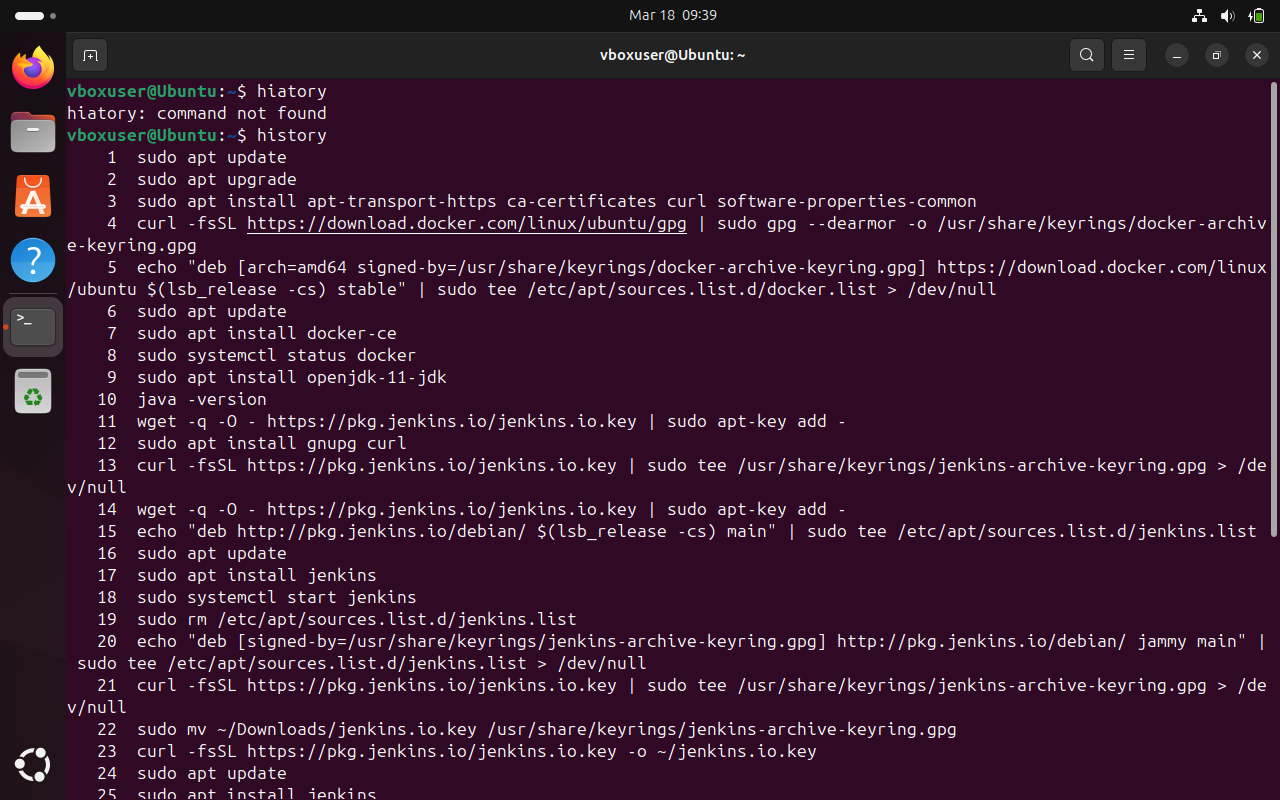 Mar 18 09:39
vboxuser@Ubuntu: ~
vboxuser@Ubuntu:~$ hiatory
hiatory: command not found
vboxuser@Ubuntu:~$ history
1 sudo apt update
2 sudo apt upgrade
3 sudo apt install apt-transport-https ca-certificates curl software-properties-common
4 curl -fsSL https://download.docker.com/linux/ubuntu/gpg | sudo gpg --dearmor -o /usr/share/keyrings/docker-archiv
e-keyring.gpg
5 echo "deb [arch=amd64 signed-by=/usr/share/keyrings/docker-archive-keyring.gpg] https://download.docker.com/linux
/ubuntu $(lsb_release -cs) stable" | sudo tee /etc/apt/sources.list.d/docker.list > /dev/null
6 sudo apt update
7 sudo apt install docker-ce
8 sudo systemctl status docker
9 sudo apt install openjdk-11-jdk
10 java -version
11 wget -q -O - https://pkg.jenkins.io/jenkins.io.key | sudo apt-key add -
12 sudo apt install gnupg curl
13 curl -fsSL https://pkg.jenkins.io/jenkins.io.key | sudo tee /usr/share/keyrings/jenkins-archive-keyring.gpg > /de
v/null
14 wget -q -O - https://pkg.jenkins.io/jenkins.io.key | sudo apt-key add -
15 echo "deb http://pkg.jenkins.io/debian/ $(lsb_release -cs) main" | sudo tee /etc/apt/sources.list.d/jenkins.list
16 sudo apt update
17 sudo apt install jenkins
18 sudo systemctl start jenkins
19 sudo rm /etc/apt/sources.list.d/jenkins.list
20 echo "deb [signed-by=/usr/share/keyrings/jenkins-archive-keyring.gpg] http://pkg.jenkins.io/debian/ jammy main" |
sudo tee /etc/apt/sources.list.d/jenkins.list > /dev/null
21 curl -fsSL https://pkg.jenkins.io/jenkins.io.key | sudo tee /usr/share/keyrings/jenkins-archive-keyring.gpg > /de
v/null
22 sudo mv ~/Downloads/jenkins.io.key /usr/share/keyrings/jenkins-archive-keyring.gpg
23 curl -fsSL https://pkg.jenkins.io/jenkins.io.key -o ~/jenkins.io.key
24 sudo apt update
25 sudo apt install jenkins